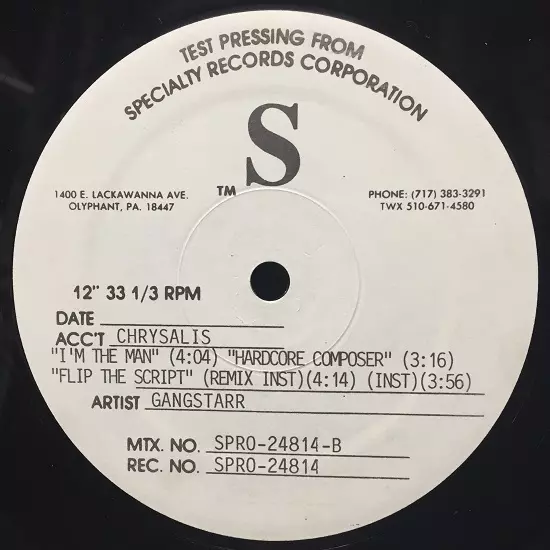 TEST PRESSING FROM
SPECIALTY RECORDS CORPORATION
S
TM
1400 E. LACKAWANNA AVE.
OLYPHANT, PA. 18447
PHONE: (717) 383-3291
TWX 510-671-4580
12" 33 1/3 RPM
DATE
ACC'T CHRYSALIS
"I'M THE MAN" (4:04) "HARDCORE COMPOSER" (3:16)
"FLIP THE SCRIPT" (REMIX INST)(4:14) (INST)(3:56)
ARTIST GANGSTARR
MTX. NO. SPRO-24814-B
REC. NO. SPRO-24814